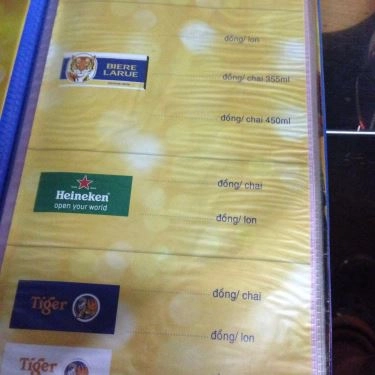 đồng/ lon
BIERE
LARUE
đồng/ chai 355ml
đồng/ chai 450ml
Heineken
open your world
đồng/ chai
đồng/ lon
Tiger
đồng/ chai
đồng/ lon
Tiger